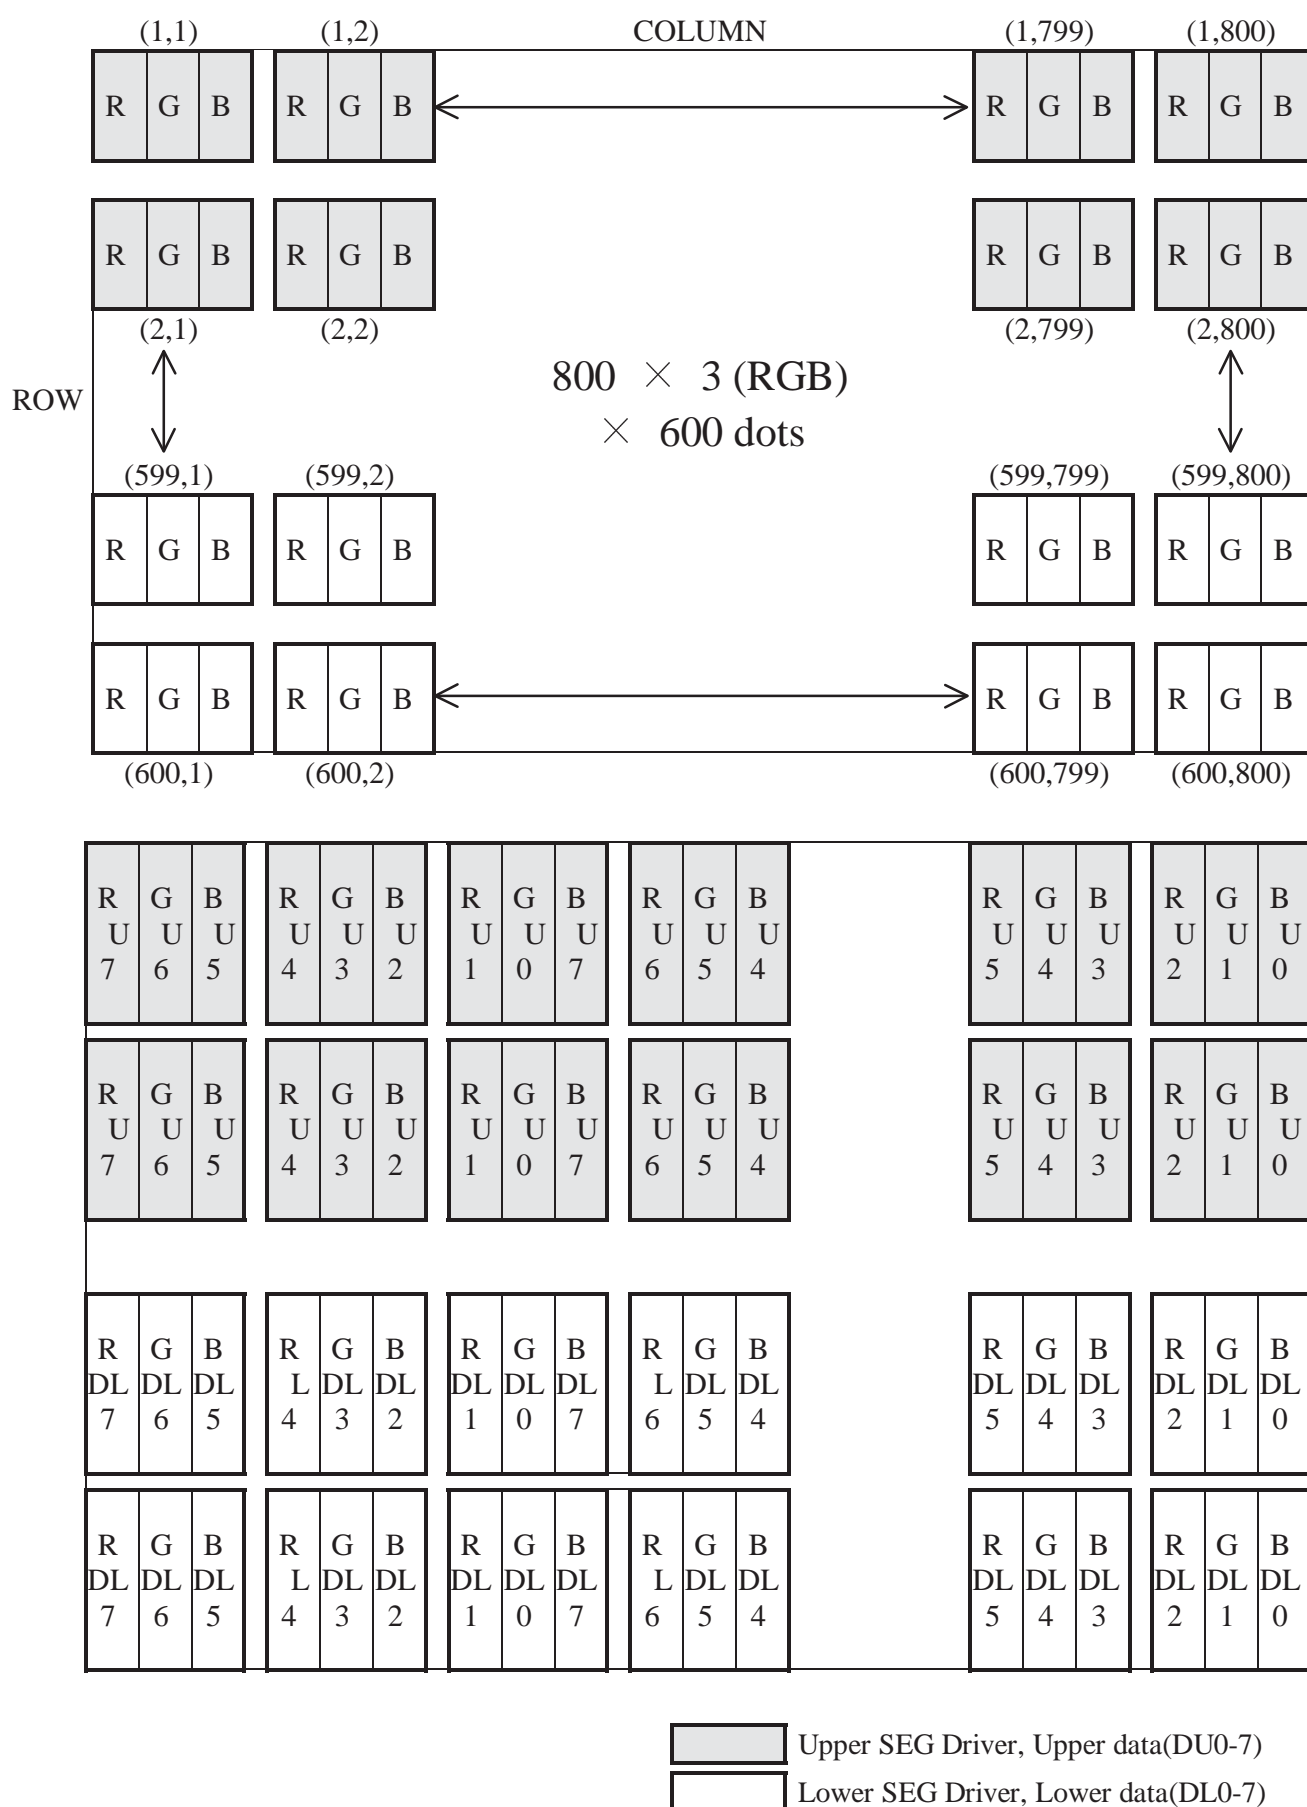 (1,1) (1,2) COLUMN (1,799) (1,800)
R G B R G B R G B R G B
R G B R G B R G B R G B
(2,1) (2,2) (2,799) (2,800)
800 × 3 (RGB)
ROW
× 600 dots
(599,1) (599,2) (599,799) (599,800)
R G B R G B R G B R G B
R G B R G B R G B R G B
(600,1) (600,2) (600,799) (600,800)
R G B R G B R G B R G B R G B R G B
U U U U U U U U U U U U U U U U U U
7 6 5 4 3 2 1 0 7 6 5 4 5 4 3 2 1 0
R G B R G B R G B R G B R G B R G B
U U U U U U U U U U U U U U U U U U
7 6 5 4 3 2 1 0 7 6 5 4 5 4 3 2 1 0
R G B R G B R G B R G B R G B R G B
DL DL DL L DL DL DL DL DL L DL DL DL DL DL DL DL DL
7 6 5 4 3 2 1 0 7 6 5 4 5 4 3 2 1 0
R G B R G B R G B R G B R G B R G B
DL DL DL L DL DL DL DL DL L DL DL DL DL DL DL DL DL
7 6 5 4 3 2 1 0 7 6 5 4 5 4 3 2 1 0
Upper SEG Driver, Upper data(DU0-7)
Lower SEG Driver, Lower data(DL0-7)